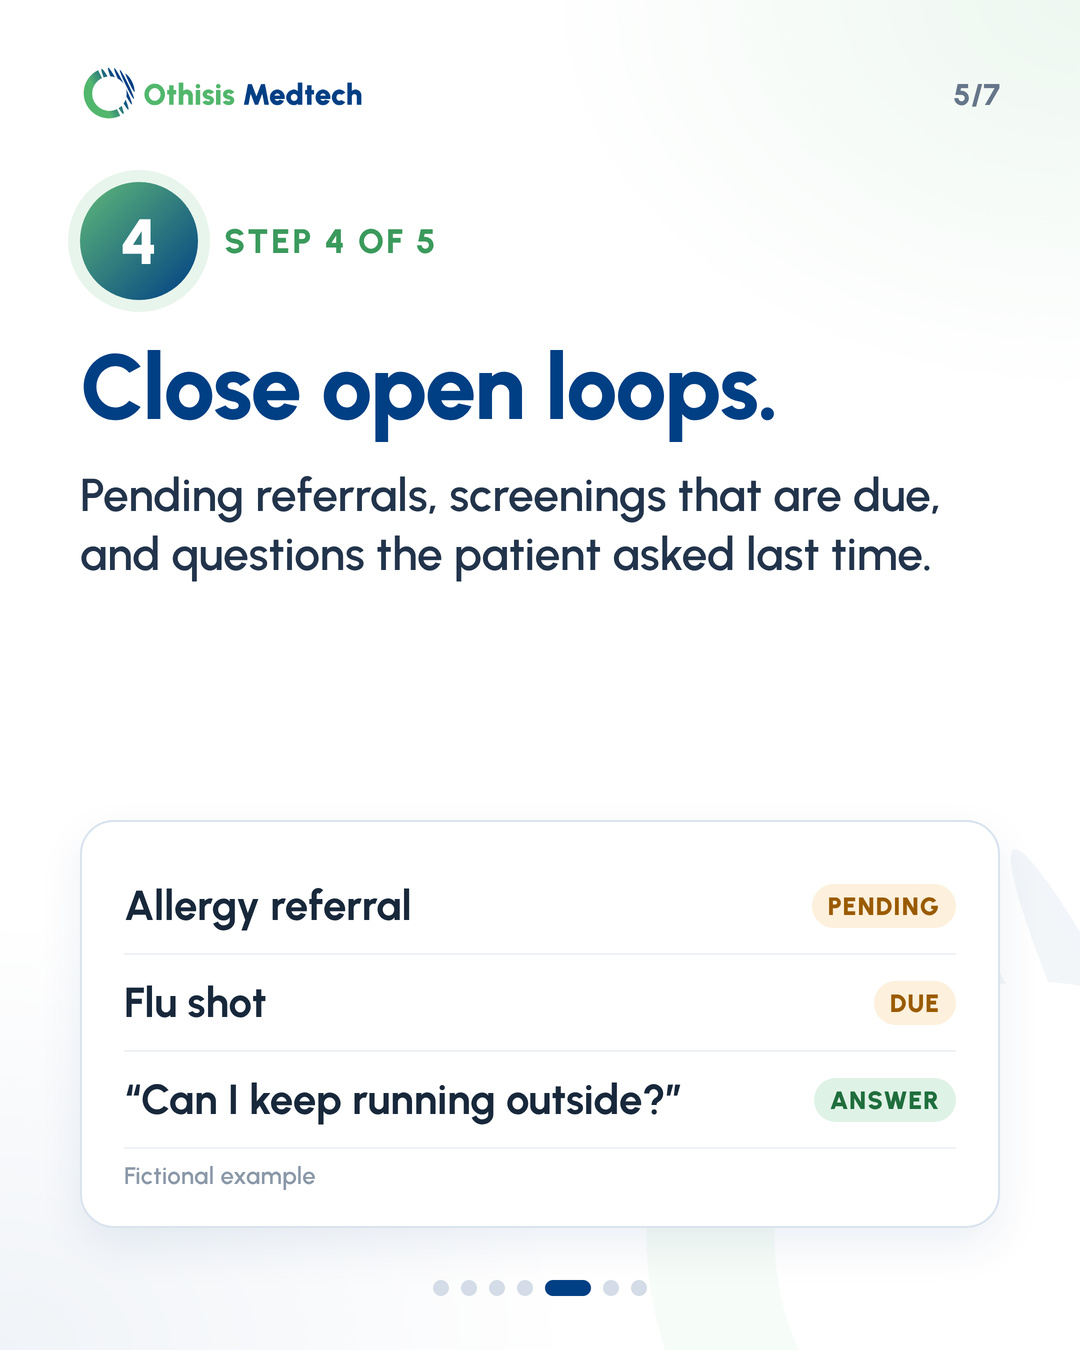 Othisis Medtech
5/7
4
STEP 4 OF 5
Close open loops.
Pending referrals, screenings that are due,
and questions the patient asked last time.
Allergy referral PENDING
Flu shot DUE
“Can I keep running outside?” ANSWER
Fictional example